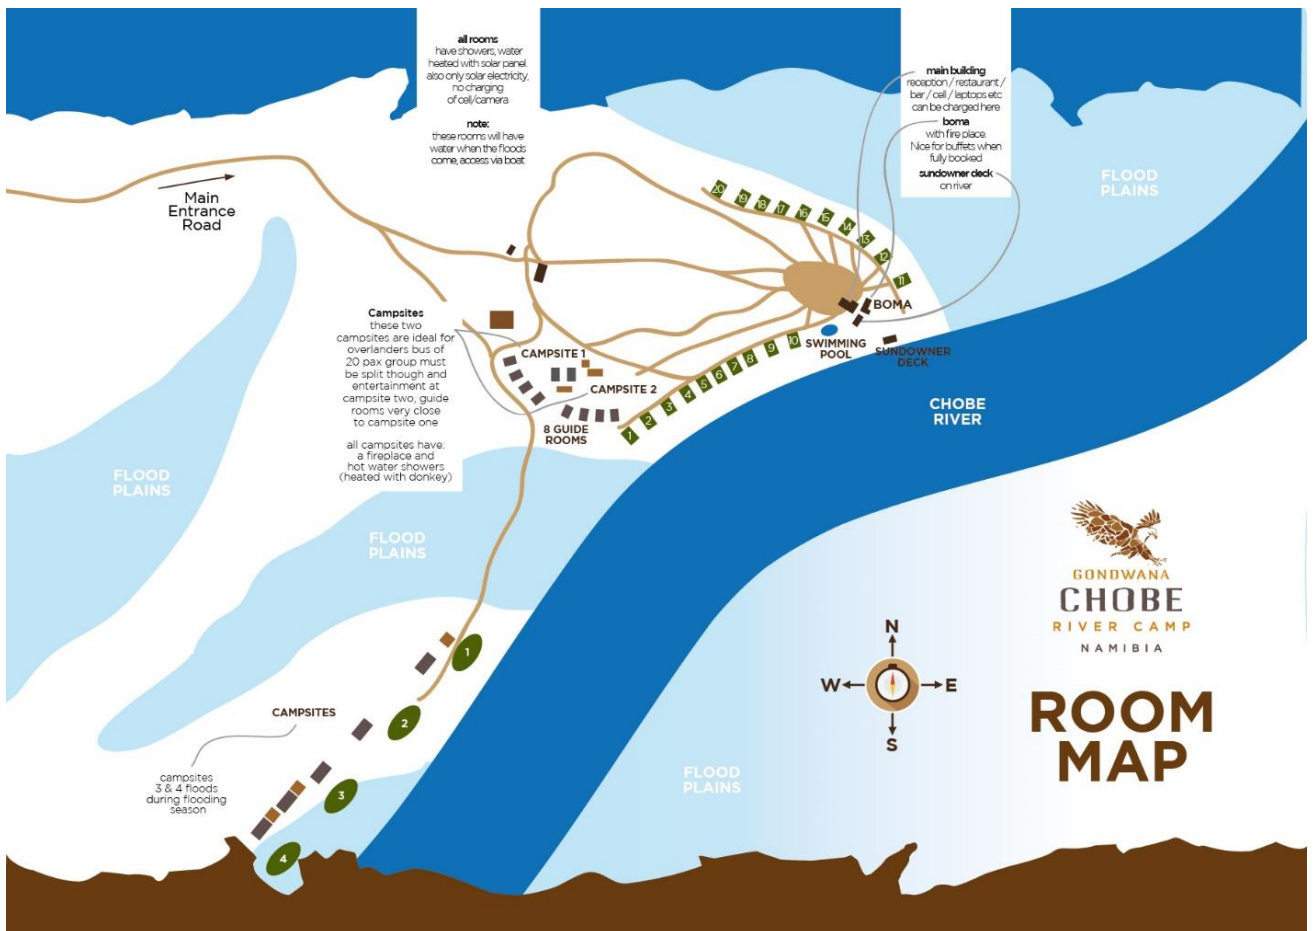 all rooms
have showers, water
heated with solar panel
also only solar electricity,
no charging
of cell/camera
note:
these rooms will have
water when the floods
come, access via boat
main building
reception / restaurant /
bar / cell / laptops etc
can be charged here
boma
with fire place.
Nice for buffets when
fully booked
sundowner deck
on river
FLOOD
PLAINS
Main
Entrance
Road
20
19
18
17
16
15
14
13
12
11
BOMA
SWIMMING
POOL
SUNDOWNER
DECK
Campsites
these two
campsites are ideal for
overlanders bus of
20 pax group must
be split though and
entertainment at
campsite two, guide
rooms very close
to campsite one
all campsites have:
a fireplace and
hot water showers
(heated with donkey)
CAMPSITE 1
CAMPSITE 2
8 GUIDE
ROOMS
1
2
3
4
5
6
7
8
9
10
CHOBE
RIVER
FLOOD
PLAINS
FLOOD
PLAINS
1
2
3
4
CAMPSITES
campsites
3 & 4 floods
during flooding
season
FLOOD
PLAINS
N
W
E
S
GONDWANA
CHOBE
RIVER CAMP
NAMIBIA
ROOM
MAP